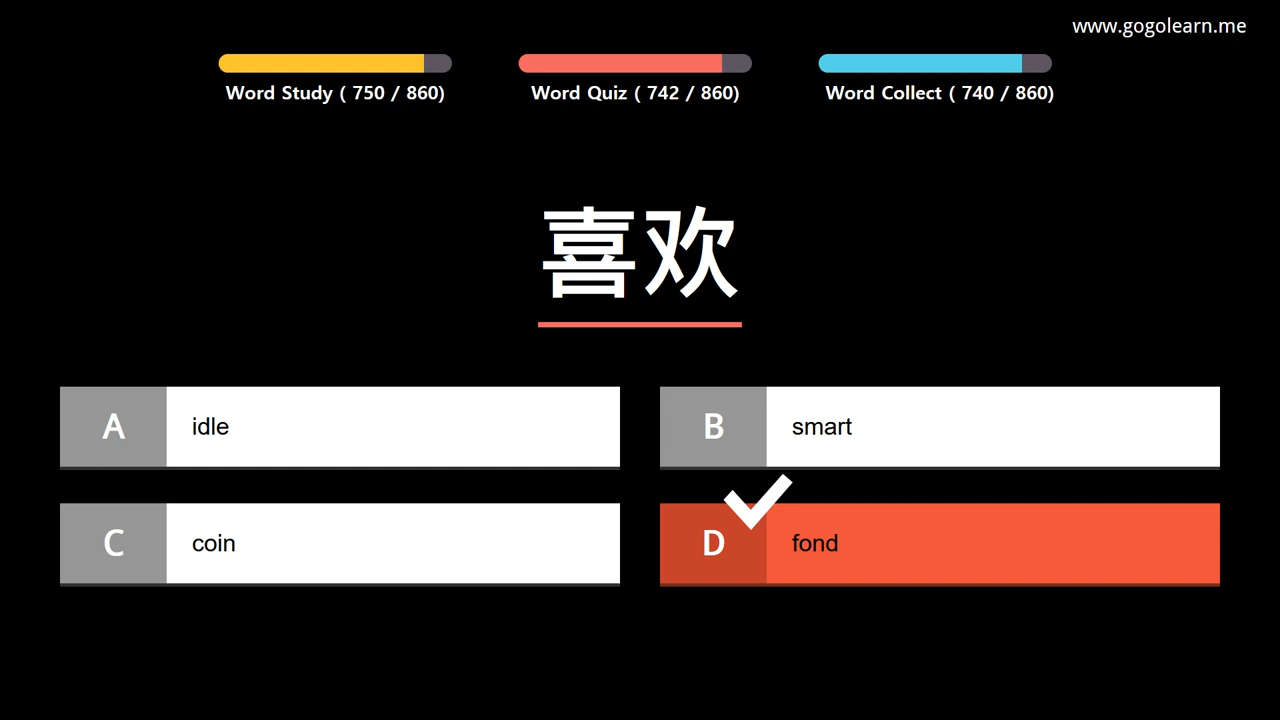 www.gogolearn.me
Word Study ( 750 / 860)
Word Quiz ( 742 / 860)
Word Collect ( 740 / 860)
喜欢
A idle
B smart
C coin
D fond